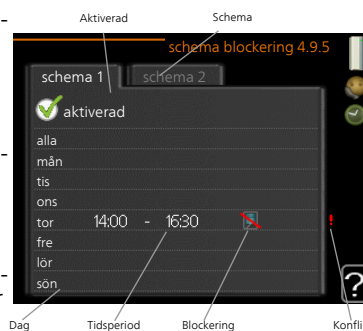 Aktiverad Schema
schema blockering 4.9.5
schema 1 schema 2
aktiverad
alla
mån
tis
ons
tor 14:00 - 16:30 !
fre
lör
sön
?
Dag Tidsperiod Blockering Konfli